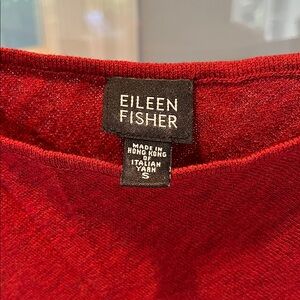 EILEEN
FISHER
MADE IN
HONG KONG
OF
ITALIAN
YARN
S